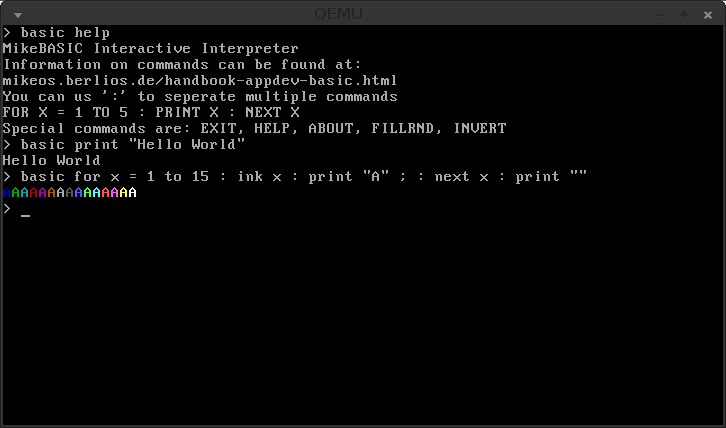 QEMU
> basic help
MikeBASIC Interactive Interpreter
Information on commands can be found at:
mikeos.berlios.de/handbook-appdev-basic.html
You can us ':' to seperate multiple commands
FOR X = 1 TO 5 : PRINT X : NEXT X
Special commands are: EXIT, HELP, ABOUT, FILLRND, INVERT
> basic print "Hello World"
Hello World
> basic for x = 1 to 15 : ink x : print "A" ; : next x : print ""
AAAAAAAAAAAAAAA
> _